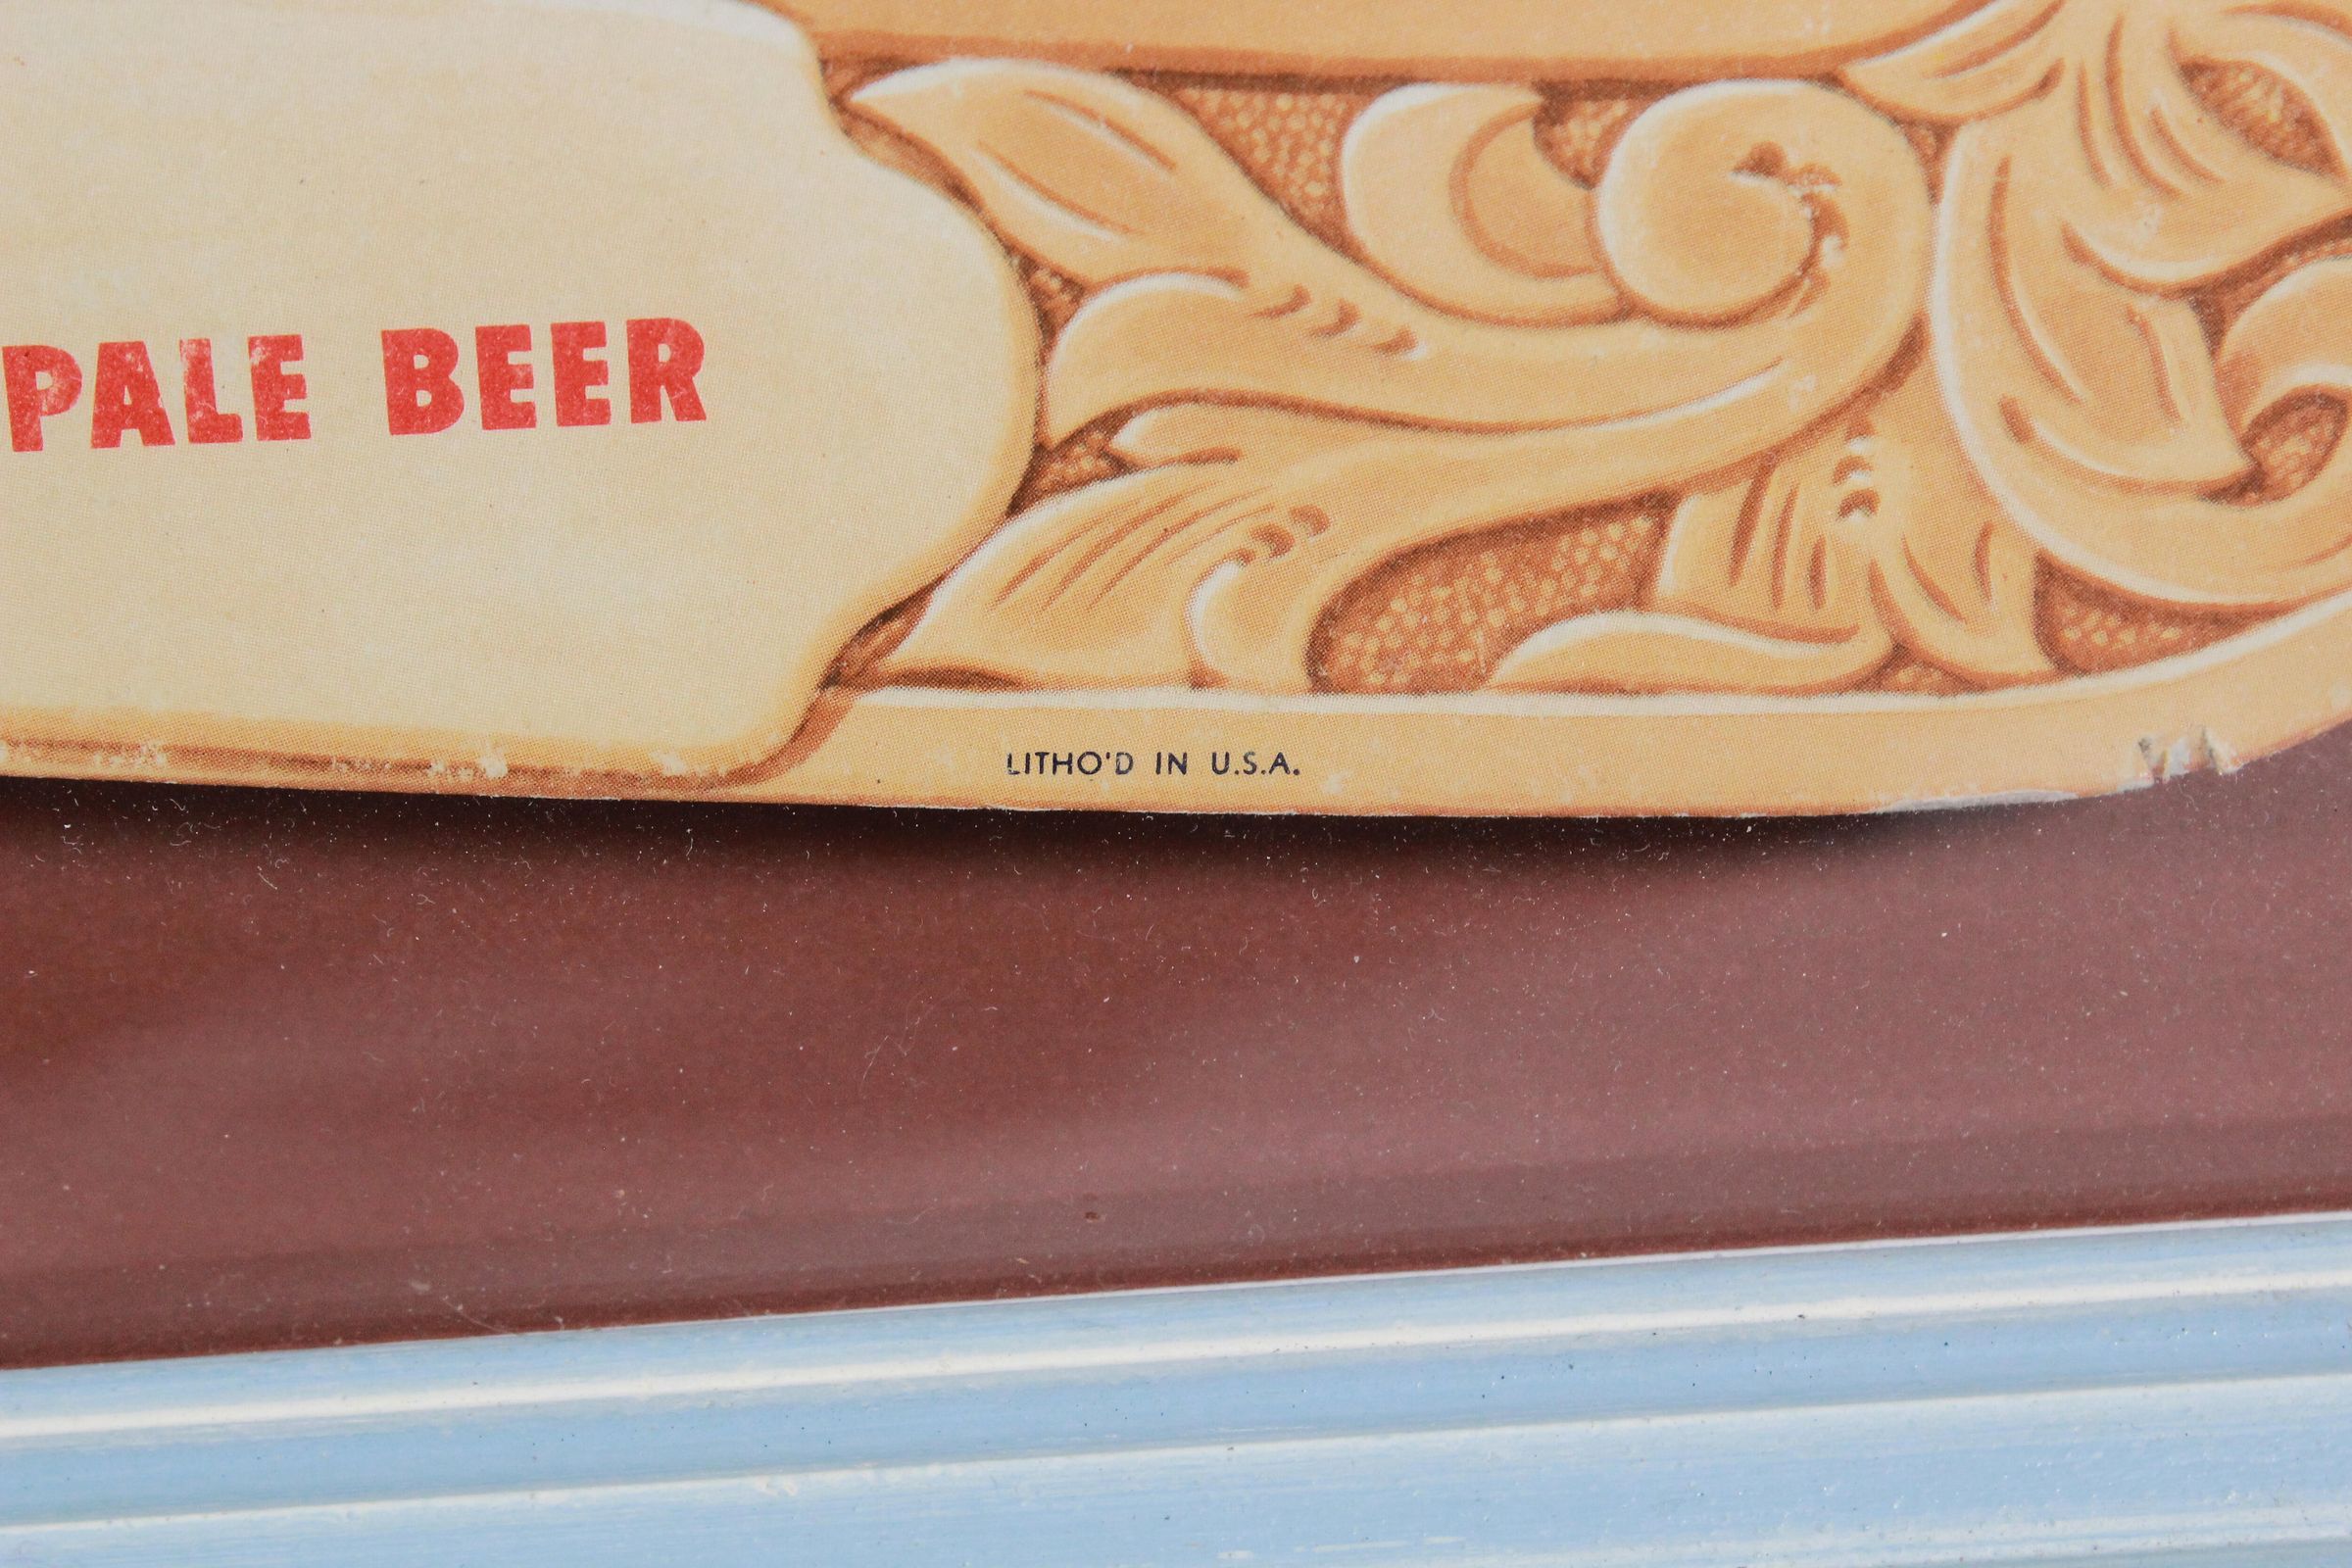 PALE BEER
LITHO'D IN U.S.A.